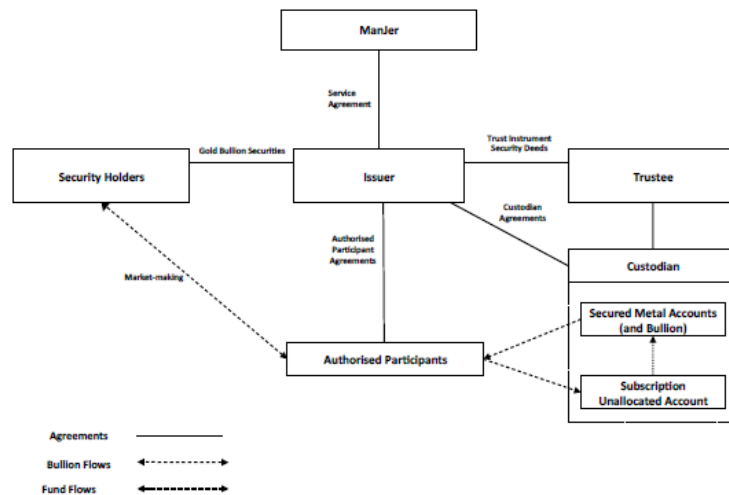 ManJer
Service
Agreement
Gold Bullion Securities
Trust Instrument
Security Deeds
Security Holders
Issuer
Trustee
Custodian
Agreements
Authorised
Participant
Agreements
Market-making
Custodian
Secured Metal Accounts
(and Bullion)
Authorised Participants
Subscription
Unallocated Account
Agreements
Bullion Flows
Fund Flows